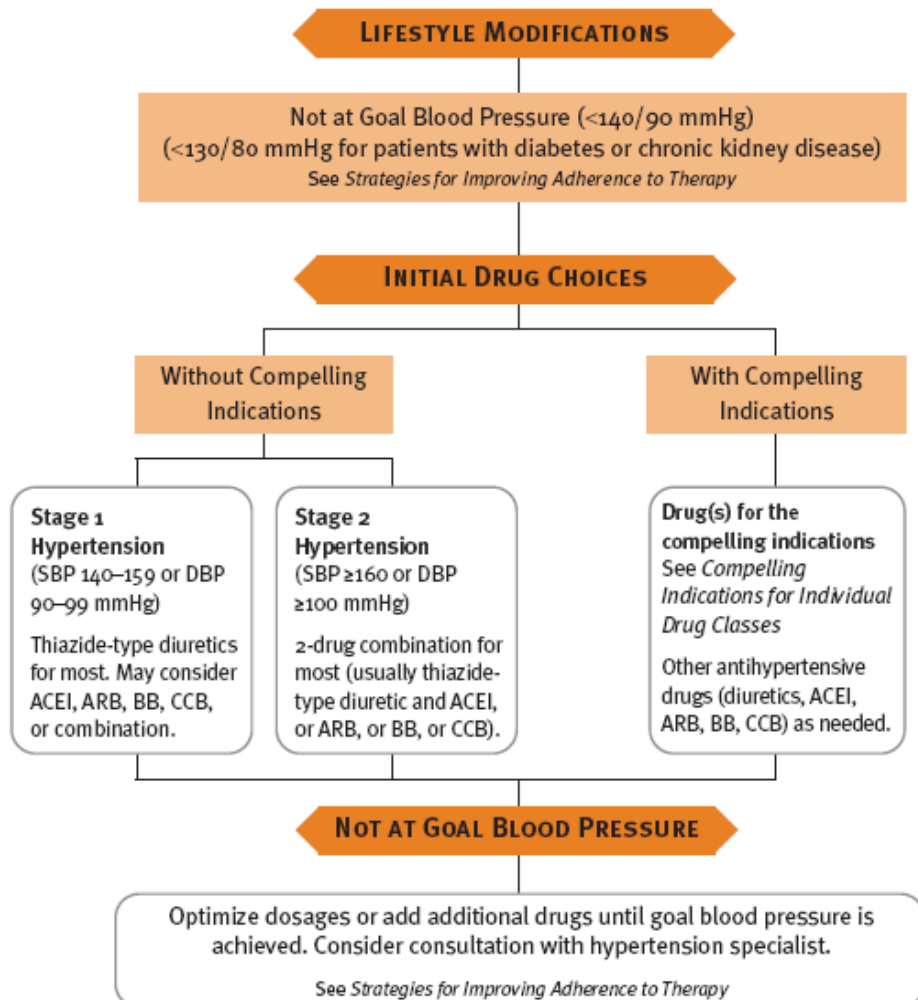 LIFESTYLE MODIFICATIONS
Not at Goal Blood Pressure (<140/90 mmHg)
(<130/80 mmHg for patients with diabetes or chronic kidney disease)
See Strategies for Improving Adherence to Therapy
INITIAL DRUG CHOICES
Without Compelling
Indications
With Compelling
Indications
Stage 1
Hypertension
(SBP 140–159 or DBP
90–99 mmHg)
Thiazide-type diuretics
for most. May consider
ACEI, ARB, BB, CCB,
or combination.
Stage 2
Hypertension
(SBP ≥160 or DBP
≥100 mmHg)
2-drug combination for
most (usually thiazide-
type diuretic and ACEI,
or ARB, or BB, or CCB).
Drug(s) for the
compelling indications
See Compelling
Indications for Individual
Drug Classes
Other antihypertensive
drugs (diuretics, ACEI,
ARB, BB, CCB) as needed.
NOT AT GOAL BLOOD PRESSURE
Optimize dosages or add additional drugs until goal blood pressure is
achieved. Consider consultation with hypertension specialist.
See Strategies for Improving Adherence to Therapy